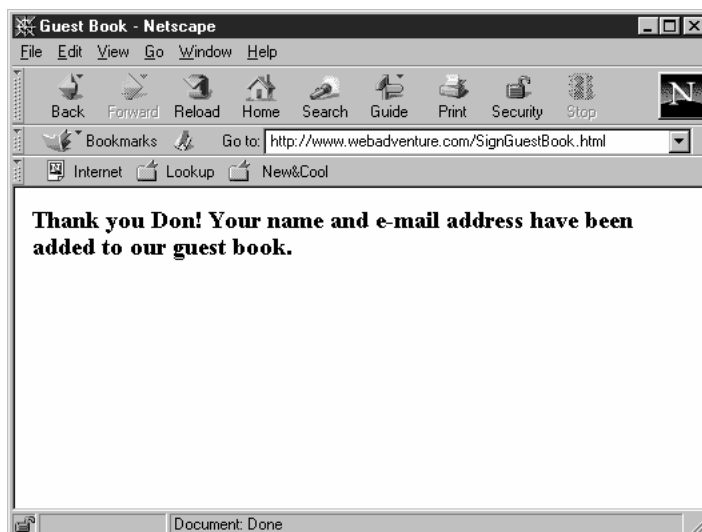 Guest Book - Netscape
File Edit View Go Window Help
Back Forward Reload Home Search Guide Print Security Stop
N
Bookmarks Go to: http://www.webadventure.com/SignGuestBook.html
Internet Lookup New&Cool
Thank you Don! Your name and e-mail address have been
added to our guest book.
Document: Done